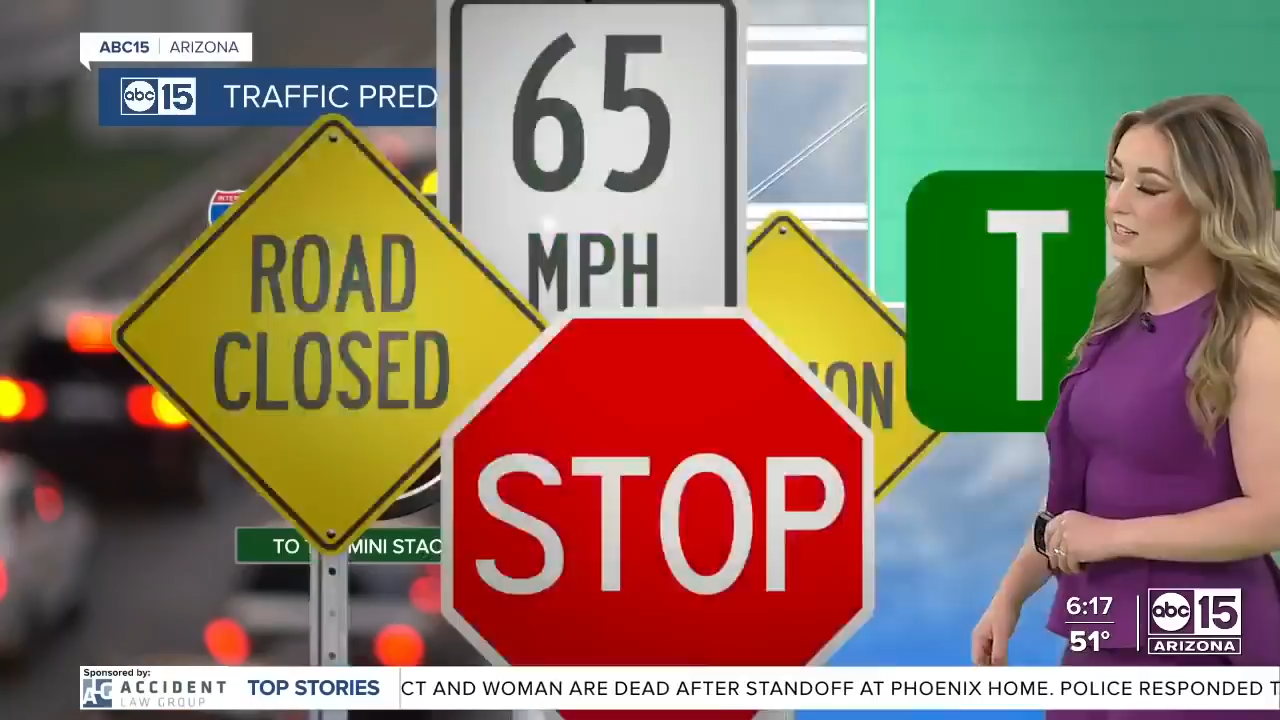 ABC15 | ARIZONA
abc 15 TRAFFIC PRED
65
MPH
INTER
ROAD
CLOSED
ION
T
STOP
TO T MINI STAC
6:17
51°
abc 15
ARIZONA
Sponsored by:
AG ACCIDENT
LAW GROUP
TOP STORIES
CT AND WOMAN ARE DEAD AFTER STANDOFF AT PHOENIX HOME. POLICE RESPONDED T